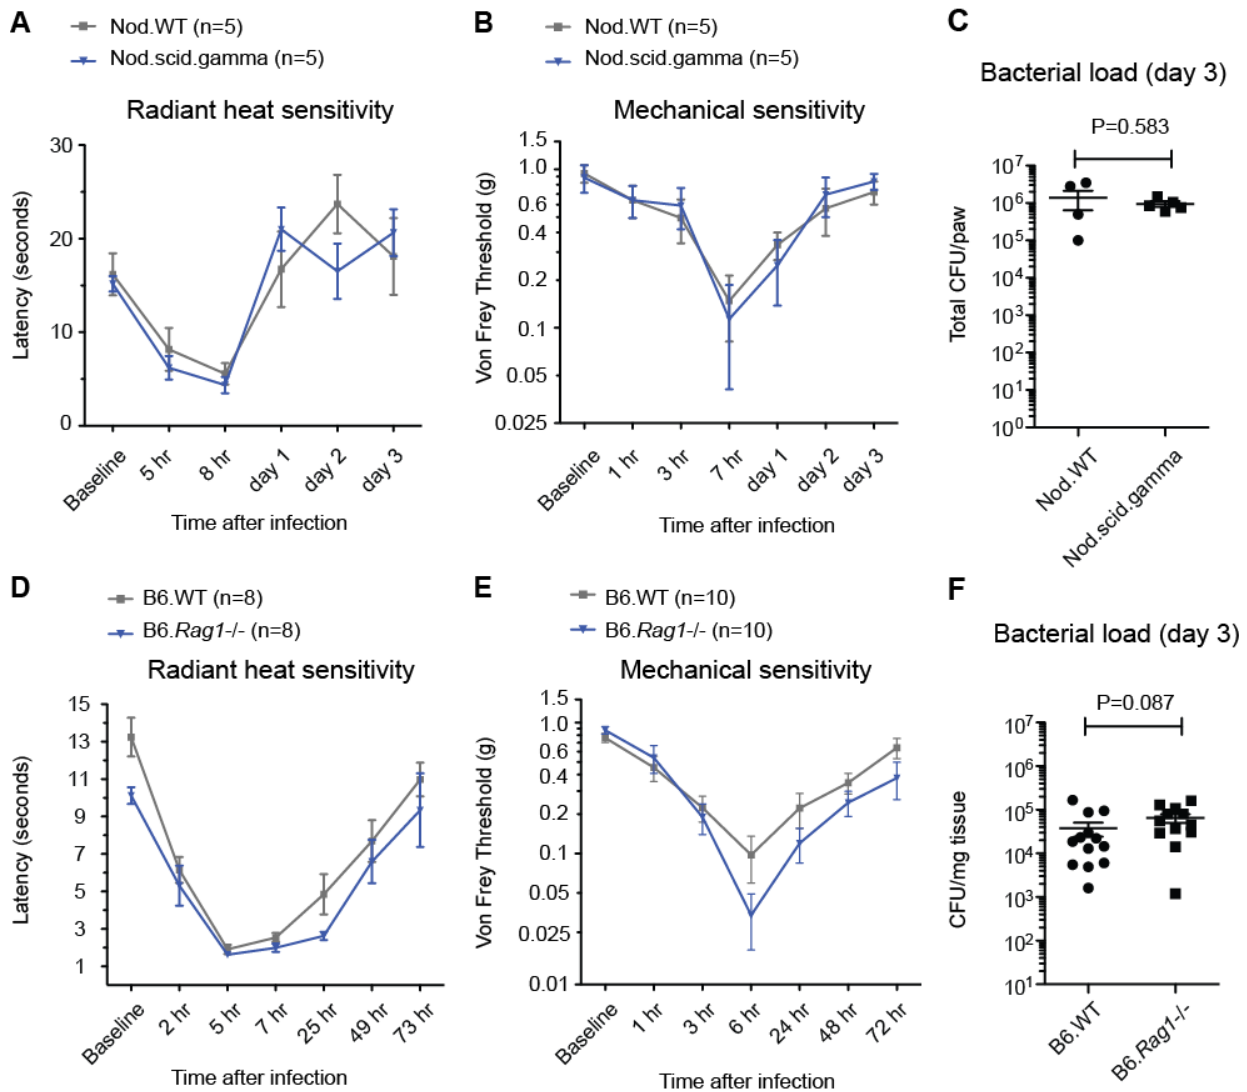 A
Nod.WT (n=5)
Nod.scid.gamma (n=5)
Radiant heat sensitivity
30
20
10
0
Latency (seconds)
Baseline
5 hr
8 hr
day 1
day 2
day 3
Time after infection
B
Nod.WT (n=5)
Nod.scid.gamma (n=5)
Mechanical sensitivity
1.5
1.0
0.6
0.4
0.2
0.1
0.05
0.025
Von Frey Threshold (g)
Baseline
1 hr
3 hr
7 hr
day 1
day 2
day 3
Time after infection
C
Bacterial load (day 3)
P=0.583
10⁷
10⁶
10⁵
10⁴
10³
10²
10¹
10⁰
Total CFU/paw
Nod.WT
Nod.scid.gamma
D
B6.WT (n=8)
B6.Rag1-/- (n=8)
Radiant heat sensitivity
15
13
11
9
7
5
3
1
Latency (seconds)
Baseline
2 hr
5 hr
7 hr
25 hr
49 hr
73 hr
Time after infection
E
B6.WT (n=10)
B6.Rag1-/- (n=10)
Mechanical sensitivity
1.5
1.0
0.6
0.4
0.2
0.1
0.05
0.025
0.01
Von Frey Threshold (g)
Baseline
1 hr
3 hr
6 hr
24 hr
48 hr
72 hr
Time after infection
F
Bacterial load (day 3)
P=0.087
10⁷
10⁶
10⁵
10⁴
10³
10²
10¹
CFU/mg tissue
B6.WT
B6.Rag1-/-